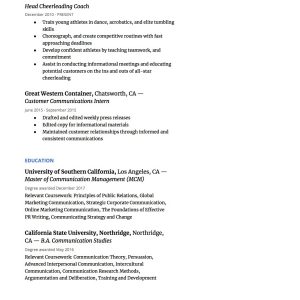 Head Cheerleading Coach
December 2010 - PRESENT
● Train young athletes in dance, acrobatics, and elite tumbling
skills
● Choreograph, and create competitive routines with fast
approaching deadlines
● Develop confident athletes by teaching teamwork, and
commitment
● Assist in conducting informational meetings and educating
potential customers on the ins and outs of all-star
cheerleading
Great Western Container, Chatsworth, CA —
Customer Communications Intern
June 2015 - September 2015
● Drafted and edited weekly press releases
● Edited copy for informational materials
● Maintained customer relationships through informed and
consistent communications
EDUCATION
University of Southern California, Los Angeles, CA —
Master of Communication Management (MCM)
Degree awarded December 2017
Relevant Coursework: Principles of Public Relations, Global
Marketing Communication, Strategic Corporate Communication,
Online Marketing Communication, The Foundations of Effective
PR Writing, Communicating Strategy and Change
California State University, Northridge, Northridge,
CA — B.A. Communication Studies
Degree awarded May 2016
Relevant Coursework: Communication Theory, Persuasion,
Advanced Interpersonal Communication, Intercultural
Communication, Communication Research Methods,
Argumentation and Deliberation, Training and Development